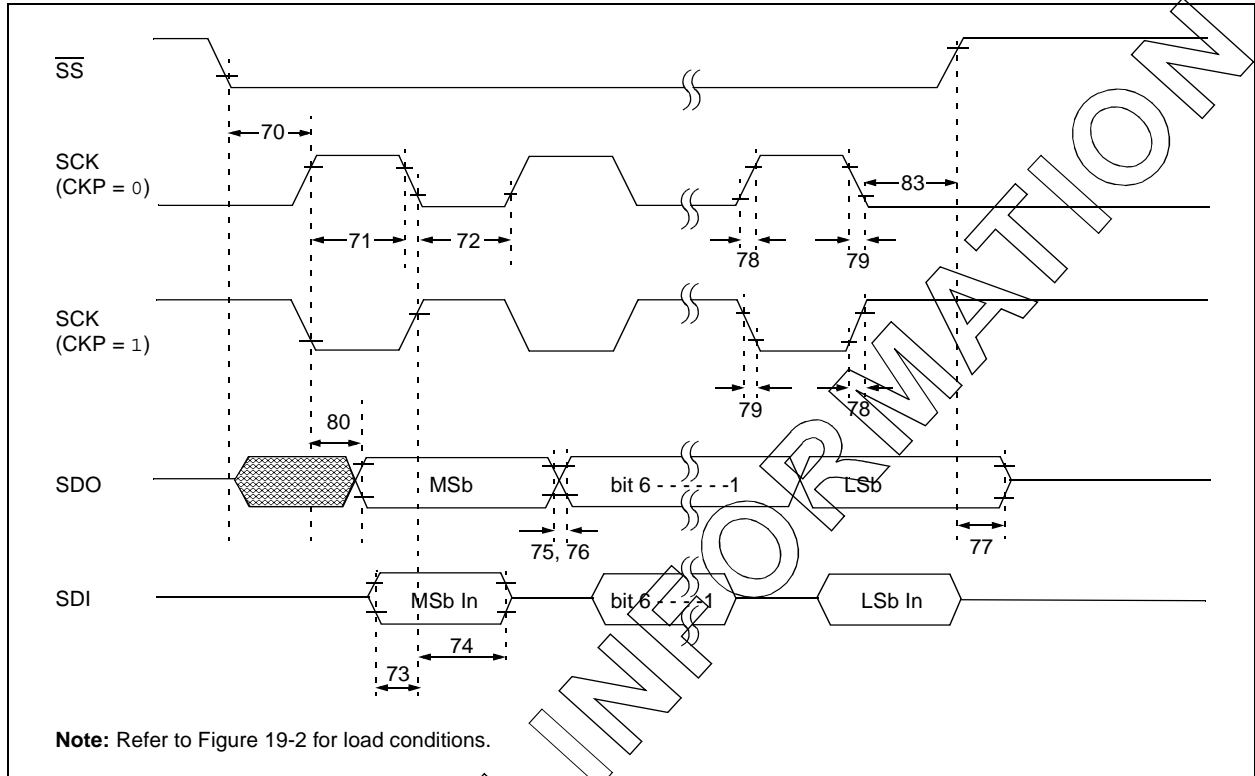 SS
70
SCK
(CKP = 0)
83
71
72
78
79
SCK
(CKP = 1)
79
78
80
SDO
MSb
bit 6 - - - - - -1
LSb
75, 76
77
SDI
MSb In
bit 6 - - - - -1
LSb In
74
73
Note: Refer to Figure 19-2 for load conditions.
INFORMATION